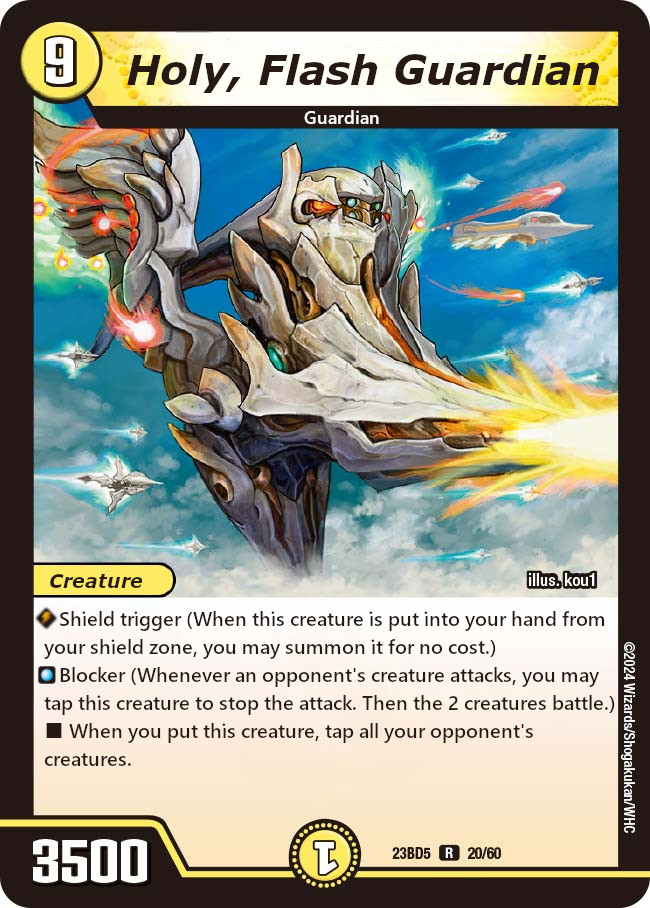 9
Holy, Flash Guardian
Guardian
Creature
illus. kou1
Shield trigger (When this creature is put into your hand from
your shield zone, you may summon it for no cost.)
Blocker (Whenever an opponent's creature attacks, you may
tap this creature to stop the attack. Then the 2 creatures battle.)
■ When you put this creature, tap all your opponent's
creatures.
©2024 Wizards/Shogakukan/WHC
3500
1
23BD5 R 20/60